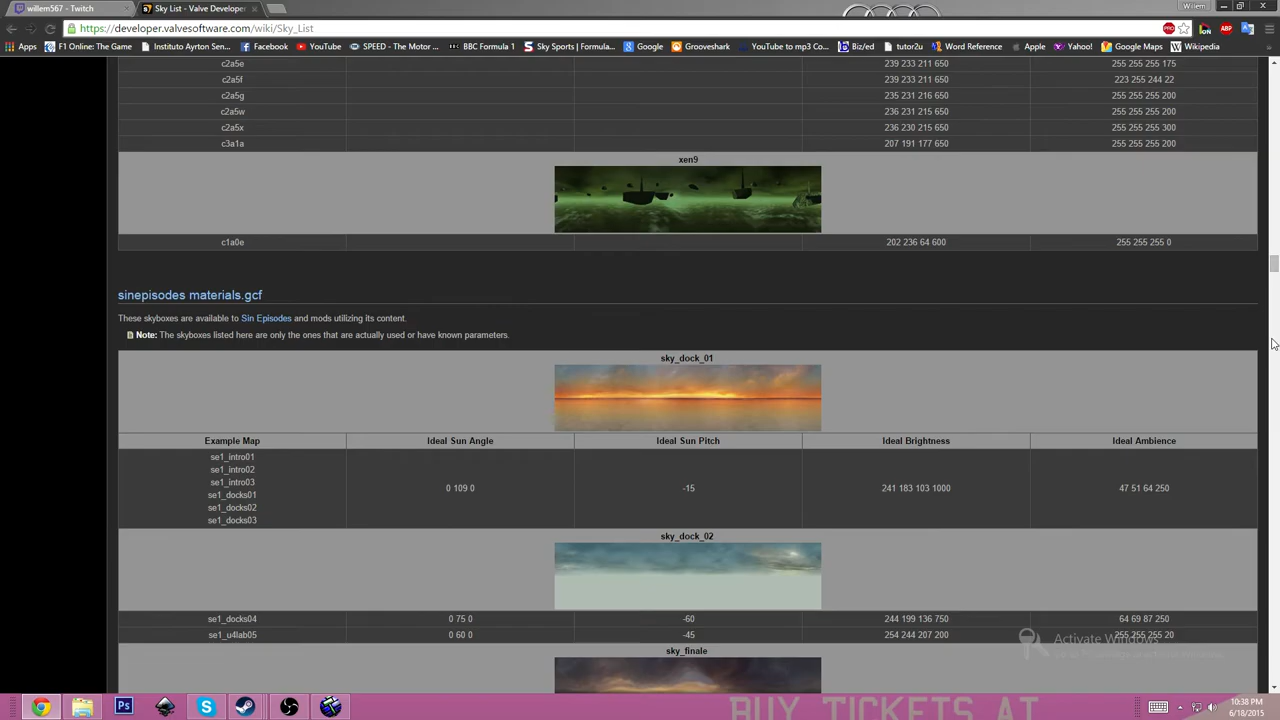 willem567 - Twitch
Sky List - Valve Developer
Willem
https://developer.valvesoftware.com/wiki/Sky_List
Apps
F1 Online: The Game
Instituto Ayrton Sen
Facebook
YouTube
SPEED - The Motor ...
BBC Formula 1
Sky Sports | Formula...
Google
Grooveshark
YouTube to mp3 Co...
Biz/ed
tutor2u
Word Reference
Apple
Yahoo!
Google Maps
Wikipedia
c2a5e 239 233 211 650 255 255 255 175
c2a5f 239 233 211 650 223 255 244 22
c2a5g 235 231 216 650 255 255 255 200
c2a5w 236 231 215 650 255 255 255 200
c2a5x 236 230 215 650 255 255 255 300
c3a1a 207 191 177 650 255 255 255 200
xen9
c1a0e 202 236 64 600 255 255 255 0
sinepisodes materials.gcf
These skyboxes are available to Sin Episodes and mods utilizing its content.
Note: The skyboxes listed here are only the ones that are actually used or have known parameters.
sky_dock_01
Example Map Ideal Sun Angle Ideal Sun Pitch Ideal Brightness Ideal Ambience
se1_intro01
se1_intro02
se1_intro03
se1_docks01
se1_docks02
se1_docks03
0 109 0 -15 241 183 103 1000 47 51 64 250
sky_dock_02
se1_docks04 0 75 0 -60 244 199 136 750 64 69 87 250
se1_u4lab05 0 60 0 -45 254 244 207 200 255 255 255 20
Activate Windows
sky_finale
BUY TICKETS AT
10:38 PM
6/18/2015